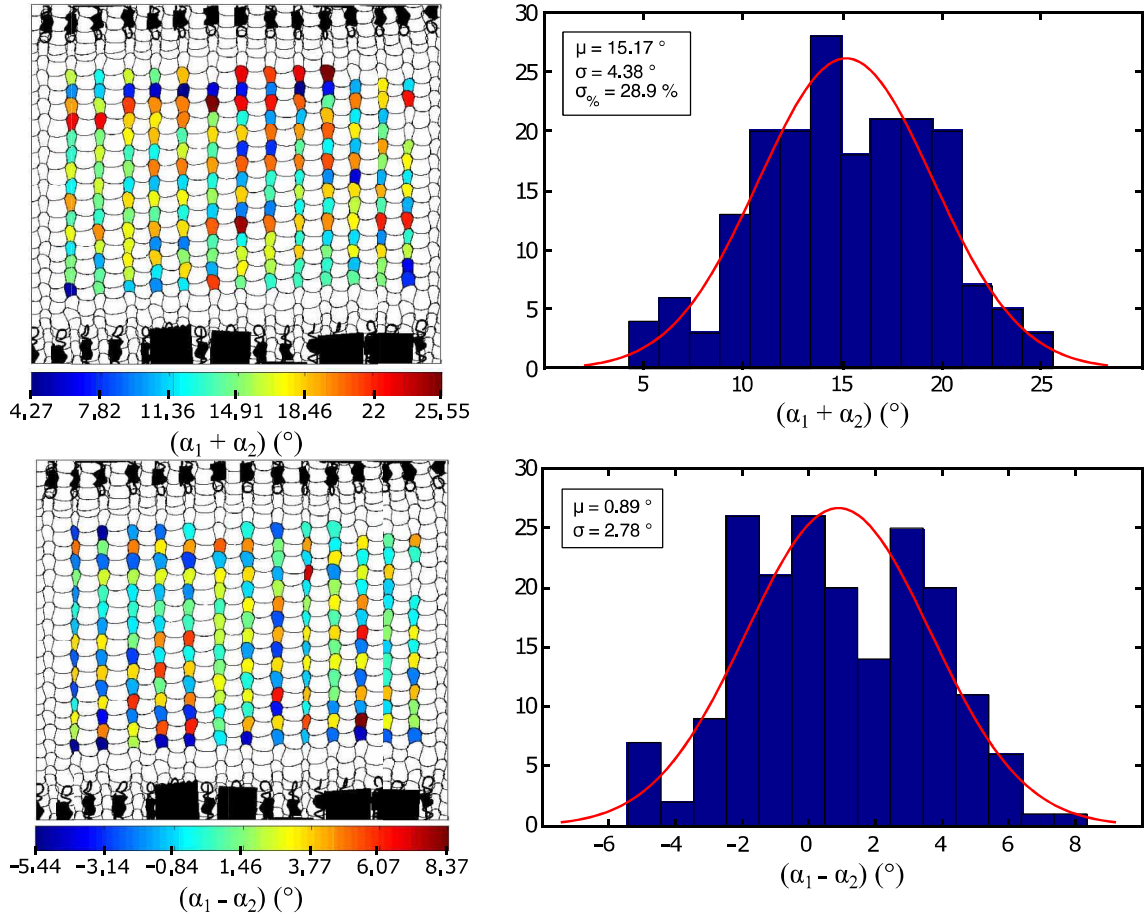 μ = 15.17 °
σ = 4.38 °
σ% = 28.9 %
30
25
20
15
10
5
0
5 10 15 20 25
(α1 + α2) (°)
4.27 7.82 11.36 14.91 18.46 22 25.55
(α1 + α2) (°)
μ = 0.89 °
σ = 2.78 °
30
25
20
15
10
5
0
−6 −4 −2 0 2 4 6 8
(α1 - α2) (°)
−5.44 −3.14 −0.84 1.46 3.77 6.07 8.37
(α1 - α2) (°)